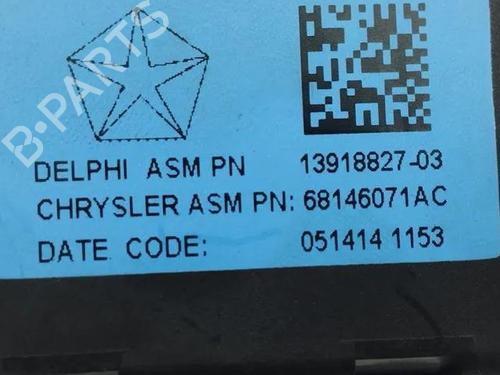 B-PARTS
DELPHI ASM PN 13918827-03
CHRYSLER ASM PN: 68146071AC
DATE CODE: 051414 1153